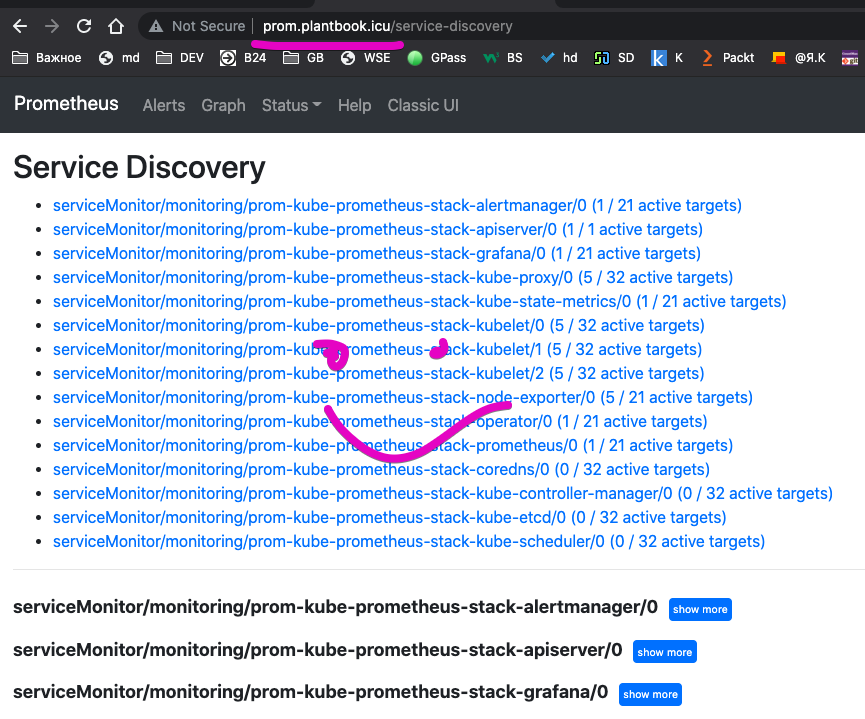 Not Secure prom.plantbook.icu/service-discovery
Важное md DEV B24 GB WSE GPass BS hd SD K Packt @Я.K
Prometheus Alerts Graph Status Help Classic UI
Service Discovery
serviceMonitor/monitoring/prom-kube-prometheus-stack-alertmanager/0 (1 / 21 active targets)
serviceMonitor/monitoring/prom-kube-prometheus-stack-apiserver/0 (1 / 1 active targets)
serviceMonitor/monitoring/prom-kube-prometheus-stack-grafana/0 (1 / 21 active targets)
serviceMonitor/monitoring/prom-kube-prometheus-stack-kube-proxy/0 (5 / 32 active targets)
serviceMonitor/monitoring/prom-kube-prometheus-stack-kube-state-metrics/0 (1 / 21 active targets)
serviceMonitor/monitoring/prom-kube-prometheus-stack-kubelet/0 (5 / 32 active targets)
serviceMonitor/monitoring/prom-kube-prometheus-stack-kubelet/1 (5 / 32 active targets)
serviceMonitor/monitoring/prom-kube-prometheus-stack-kubelet/2 (5 / 32 active targets)
serviceMonitor/monitoring/prom-kube-prometheus-stack-node-exporter/0 (5 / 21 active targets)
serviceMonitor/monitoring/prom-kube-prometheus-stack-operator/0 (1 / 21 active targets)
serviceMonitor/monitoring/prom-kube-prometheus-stack-prometheus/0 (1 / 21 active targets)
serviceMonitor/monitoring/prom-kube-prometheus-stack-coredns/0 (0 / 32 active targets)
serviceMonitor/monitoring/prom-kube-prometheus-stack-kube-controller-manager/0 (0 / 32 active targets)
serviceMonitor/monitoring/prom-kube-prometheus-stack-kube-etcd/0 (0 / 32 active targets)
serviceMonitor/monitoring/prom-kube-prometheus-stack-kube-scheduler/0 (0 / 32 active targets)
serviceMonitor/monitoring/prom-kube-prometheus-stack-alertmanager/0 show more
serviceMonitor/monitoring/prom-kube-prometheus-stack-apiserver/0 show more
serviceMonitor/monitoring/prom-kube-prometheus-stack-grafana/0 show more